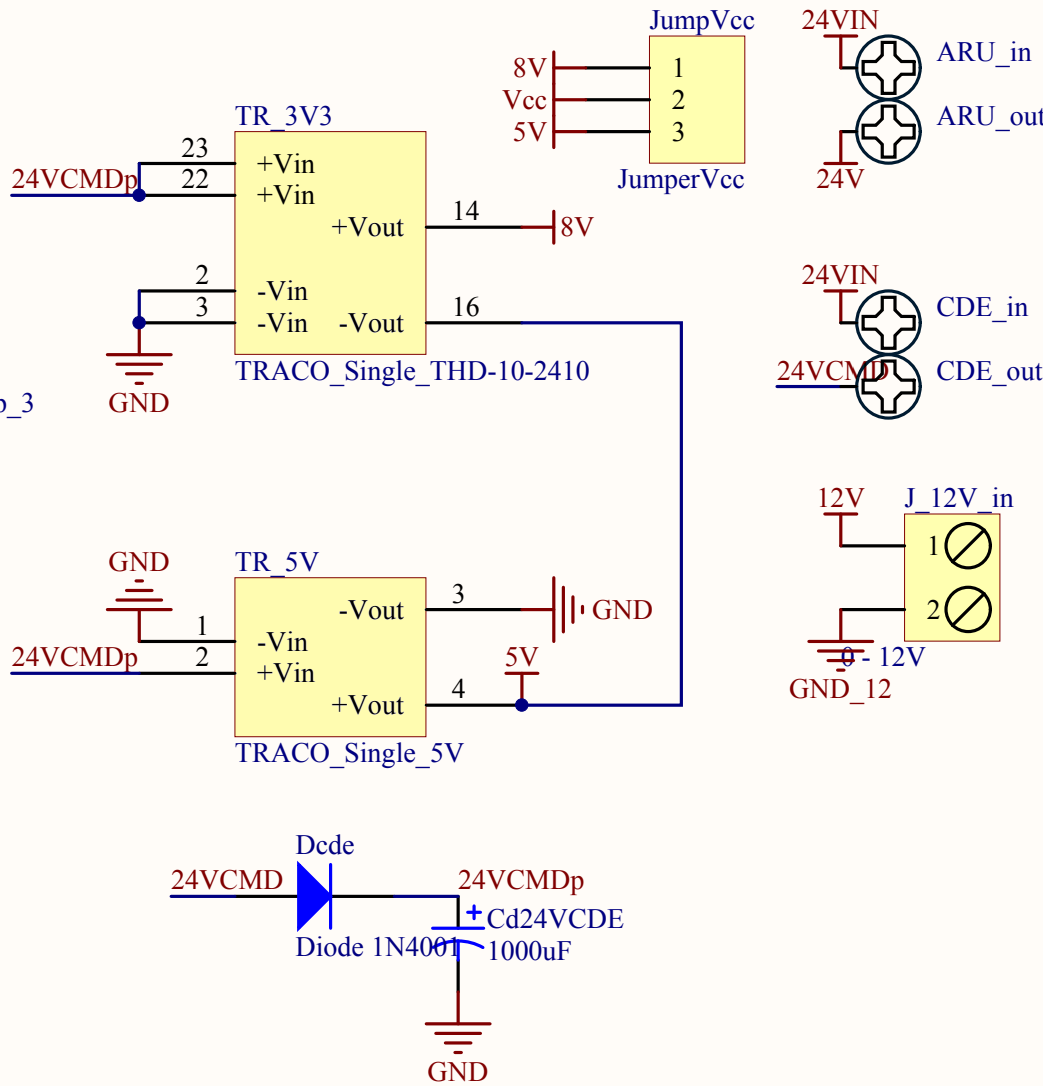 JumpVcc
8V
1
Vcc
2
5V
3
JumperVcc
24VIN
ARU_in
ARU_out
24V
TR_3V3
23
+Vin
24VCMDp
22
+Vin
+Vout
14
8V
2
-Vin
3
-Vin
-Vout
16
TRACO_Single_THD-10-2410
GND
_3
24VIN
CDE_in
24VCMD
CDE_out
12V
J_12V_in
1
2
0 - 12V
GND_12
GND
TR_5V
-Vout
3
GND
1
-Vin
24VCMDp
2
+Vin
5V
+Vout
4
TRACO_Single_5V
Dcde
24VCMD
24VCMDp
+
Cd24VCDE
Diode 1N4001
1000uF
GND